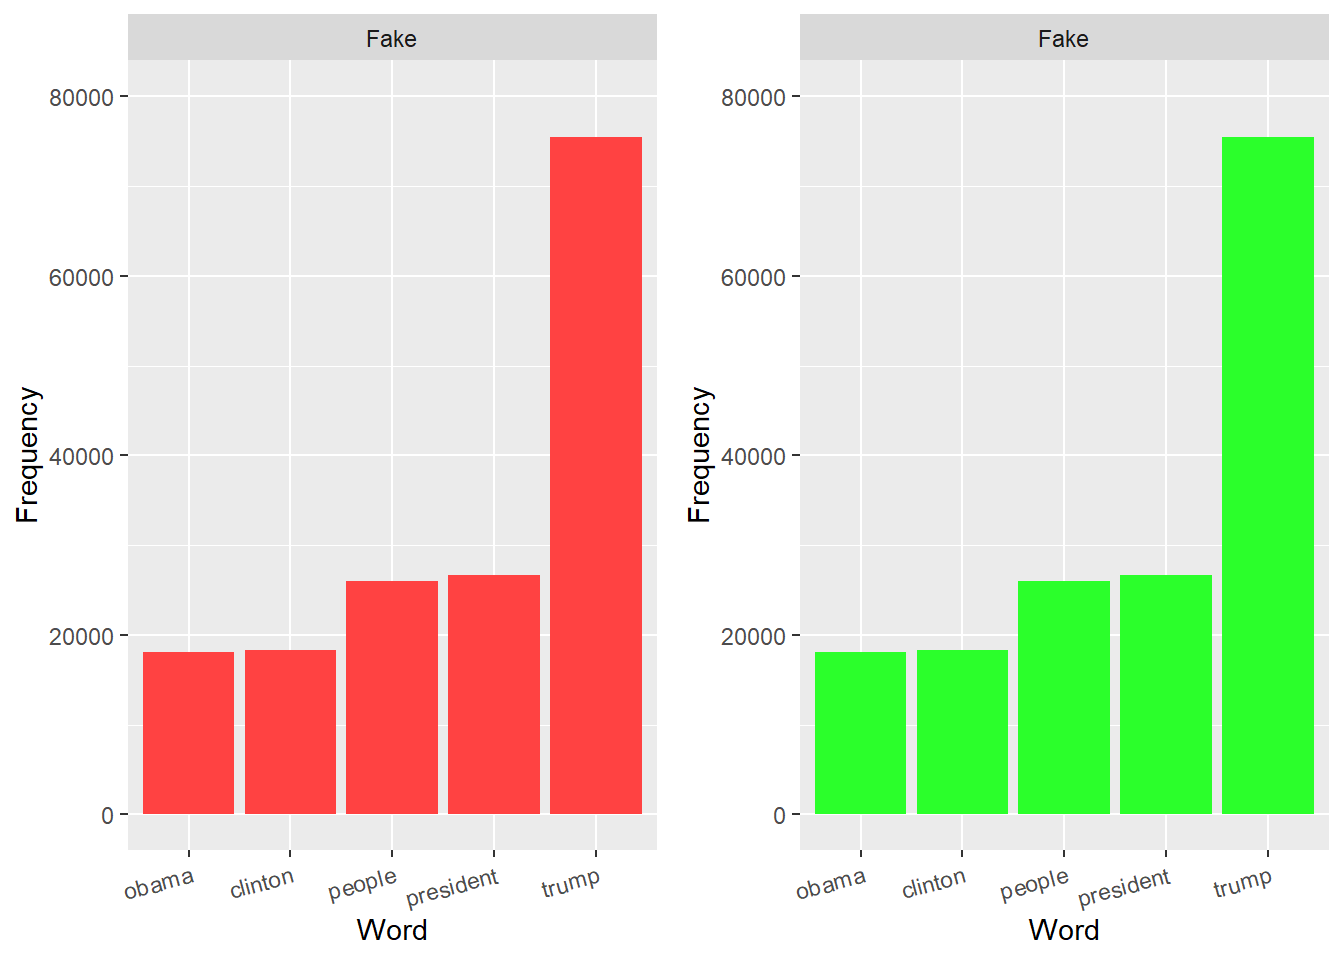 Fake
80000
60000
40000
20000
0
Frequency
obama
clinton
people
president
trump
Word
Fake
80000
60000
40000
20000
0
Frequency
obama
clinton
people
president
trump
Word